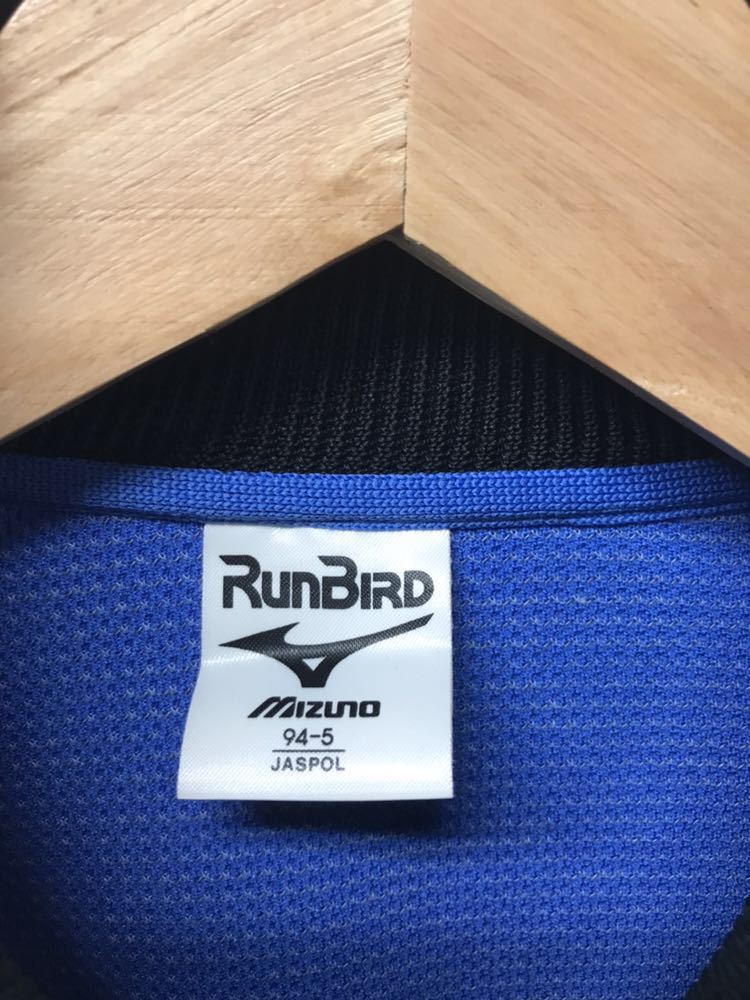 RUNBIRD
MIZUNO
94-5
JASPOL